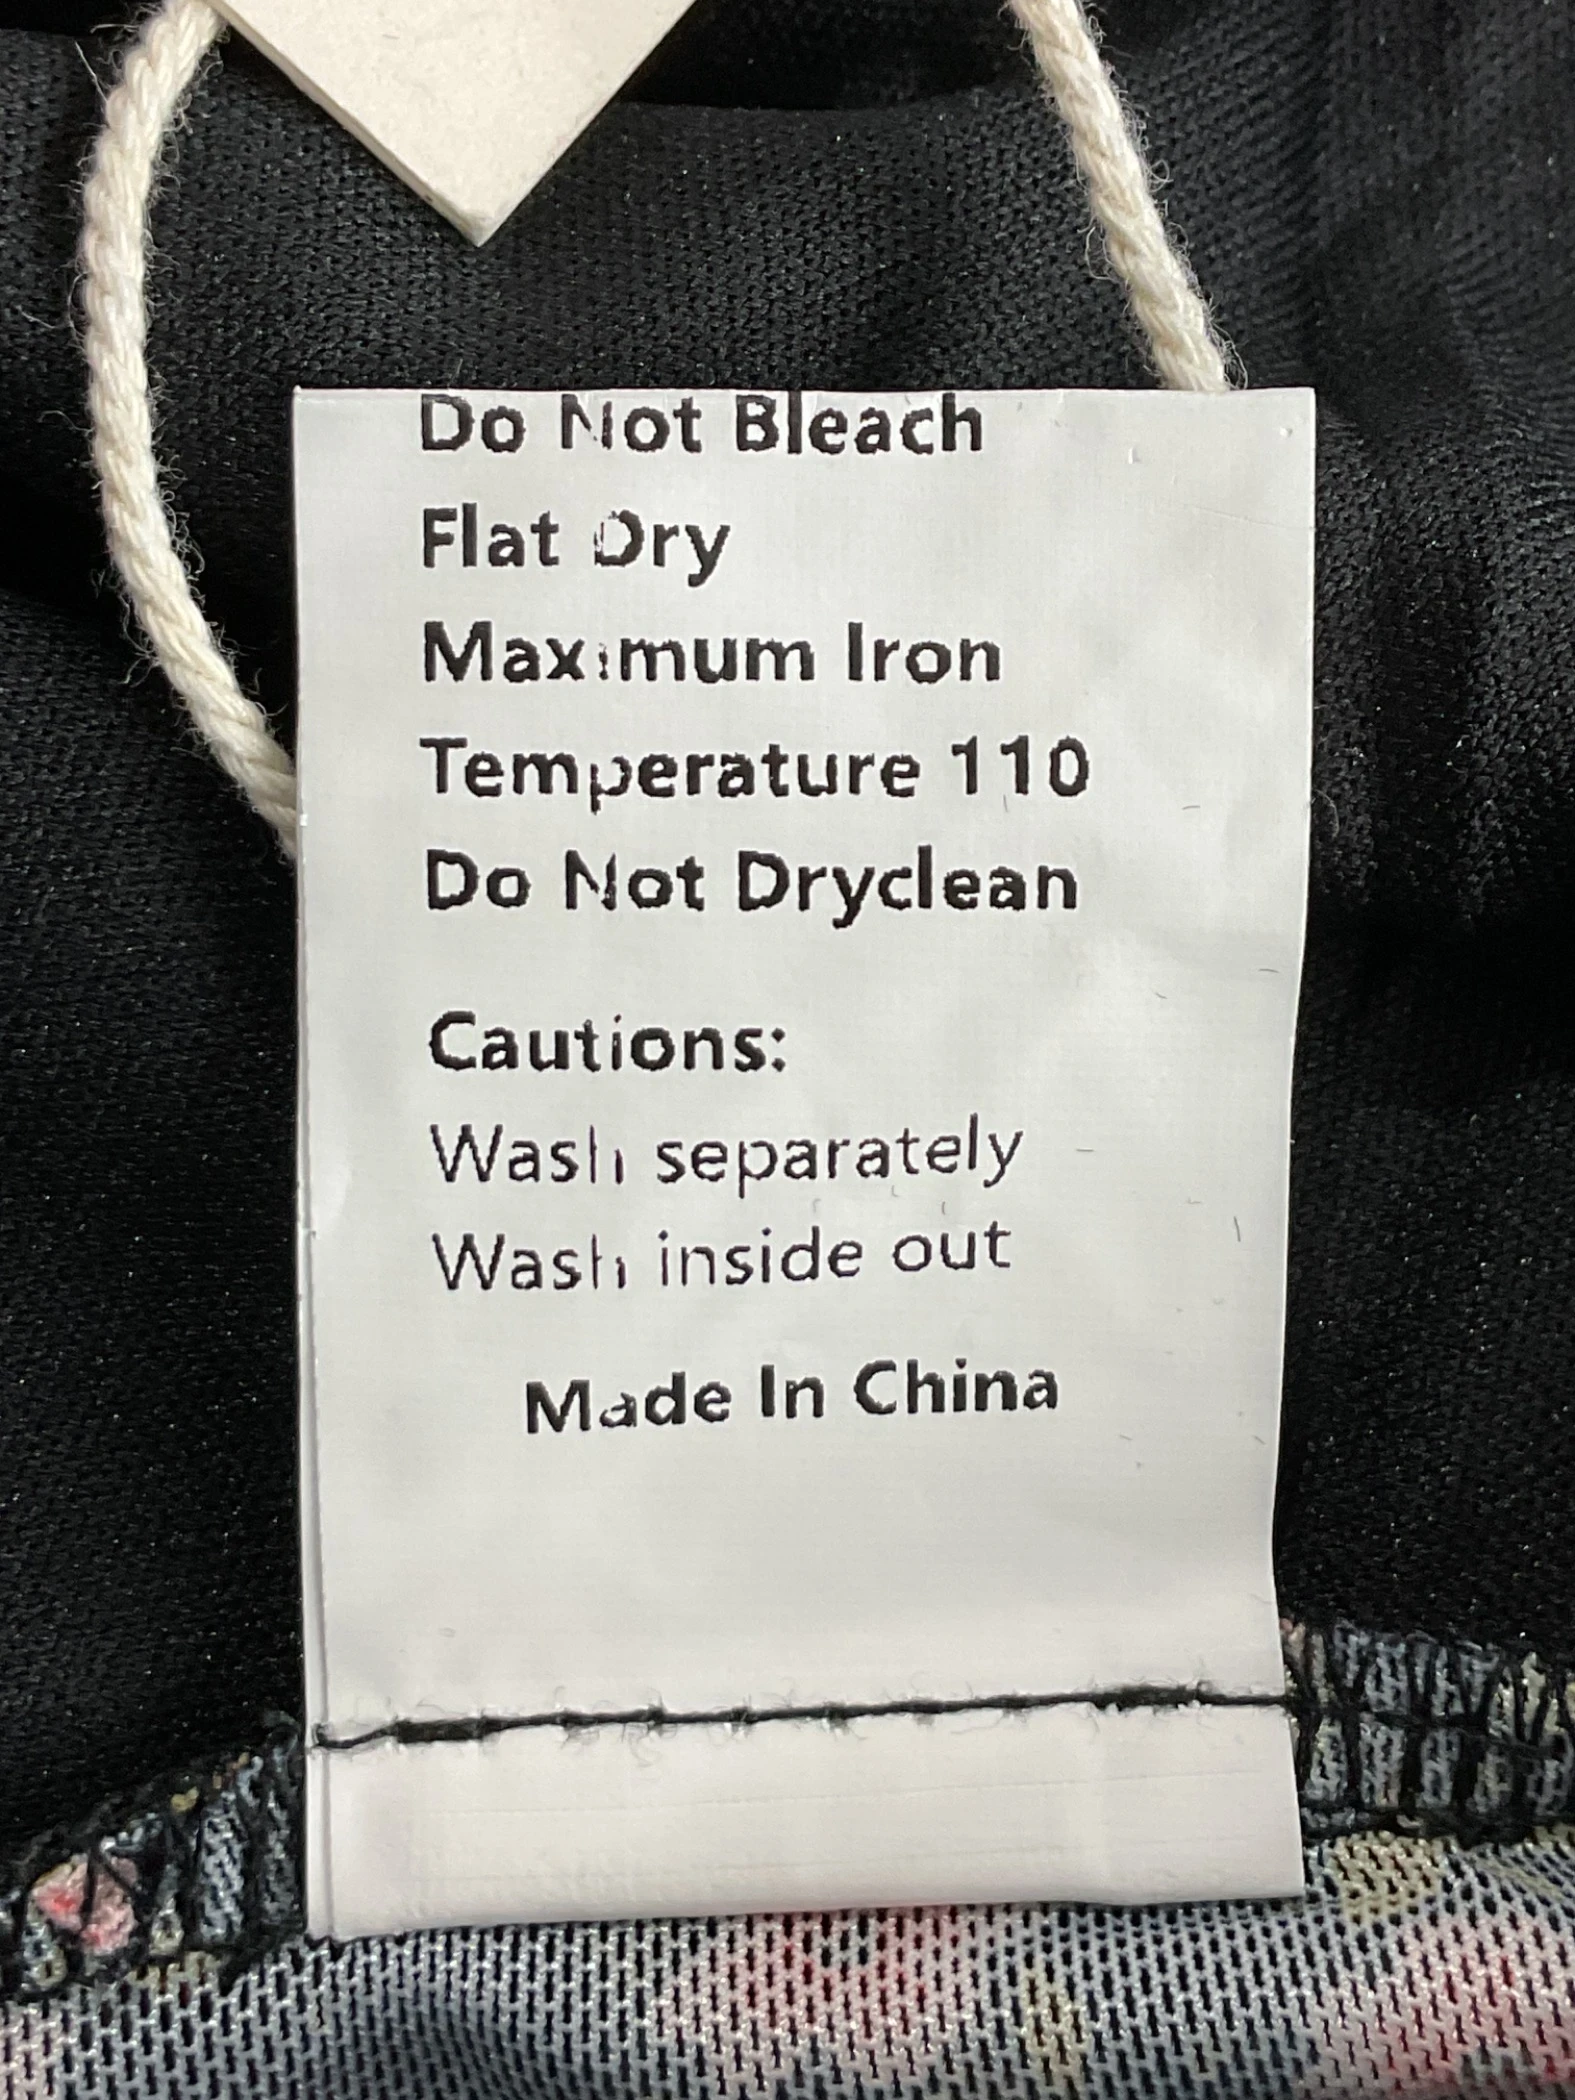 Do Not Bleach
Flat Dry
Maximum Iron
Temperature 110
Do Not Dryclean
Cautions:
Wash separately
Wash inside out
Made In China